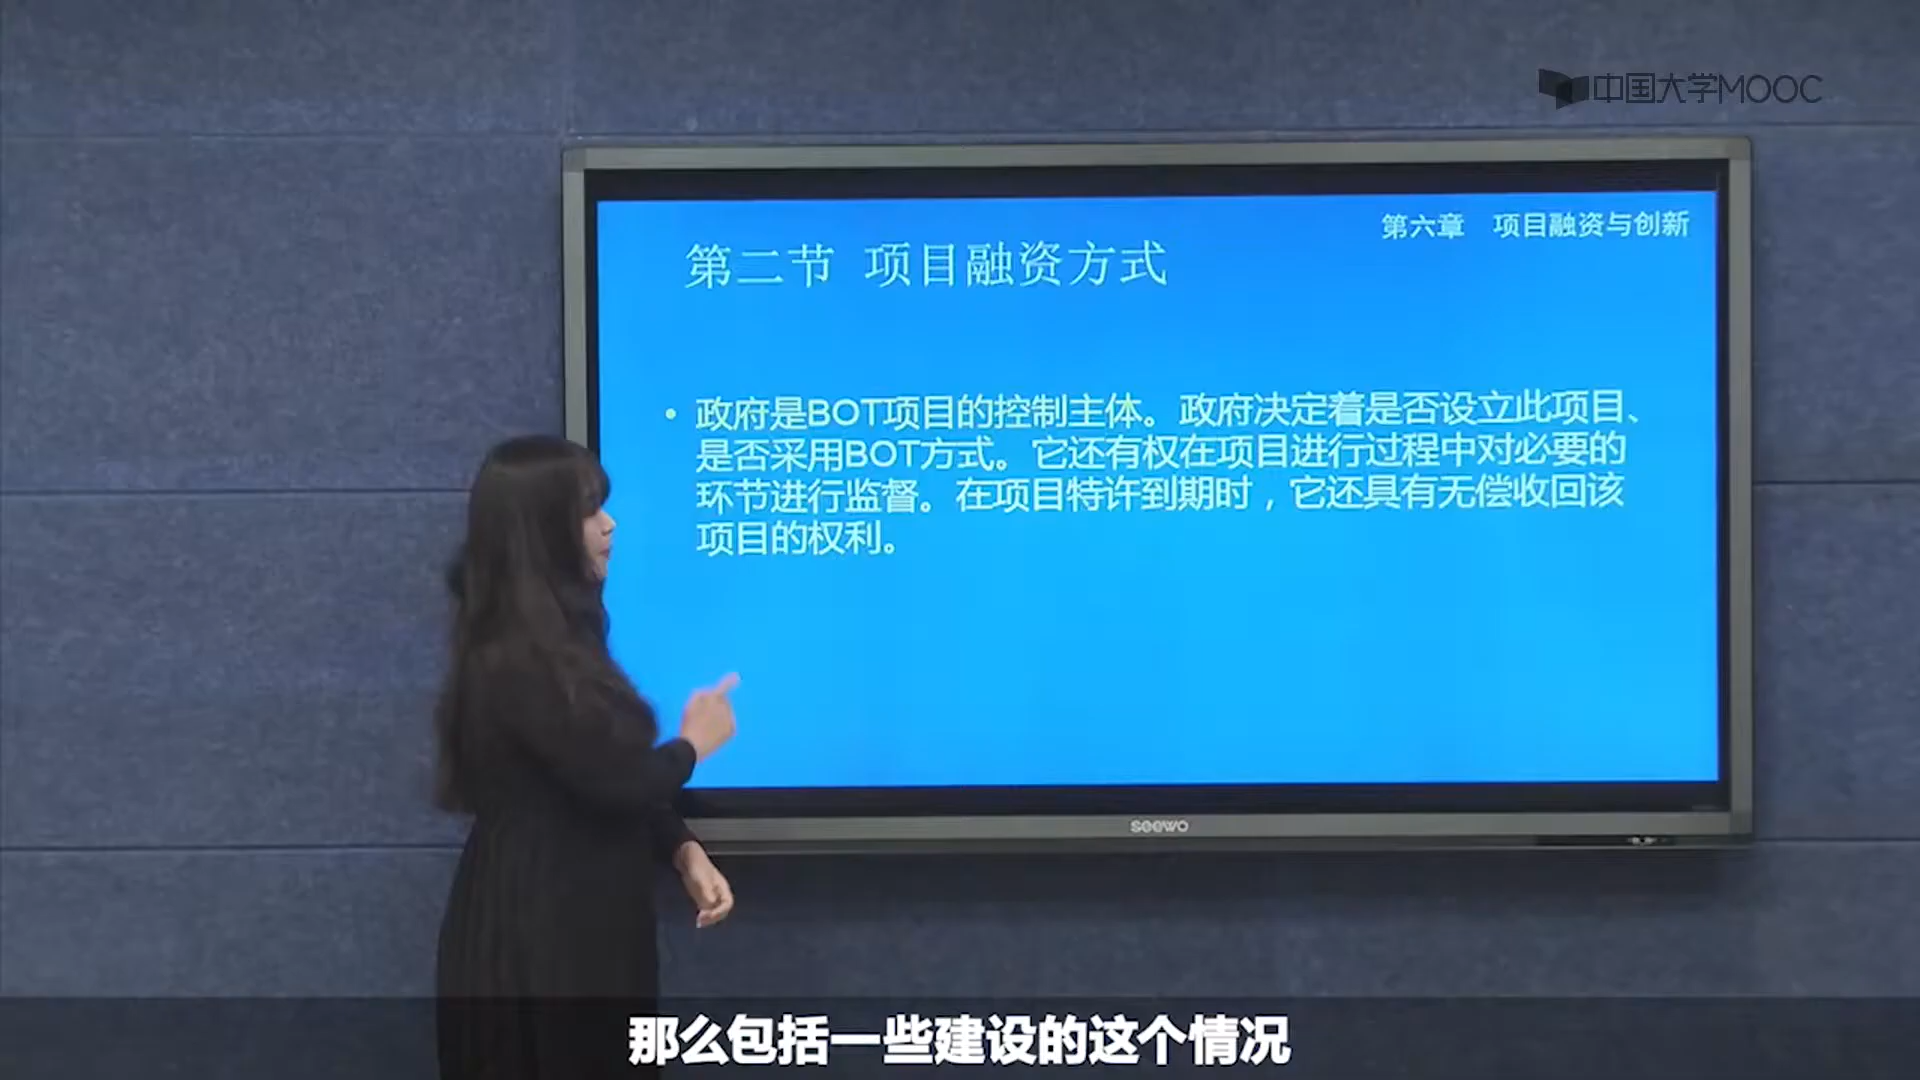 中国大学MOOC
第六章 项目融资与创新
第二节 项目融资方式
• 政府是BOT项目的控制主体。政府决定着是否设立此项目、
是否采用BOT方式。它还有权在项目进行过程中对必要的
环节进行监督。在项目特许到期时，它还具有无偿收回该
项目的权利。
seewo
那么包括一些建设的这个情况